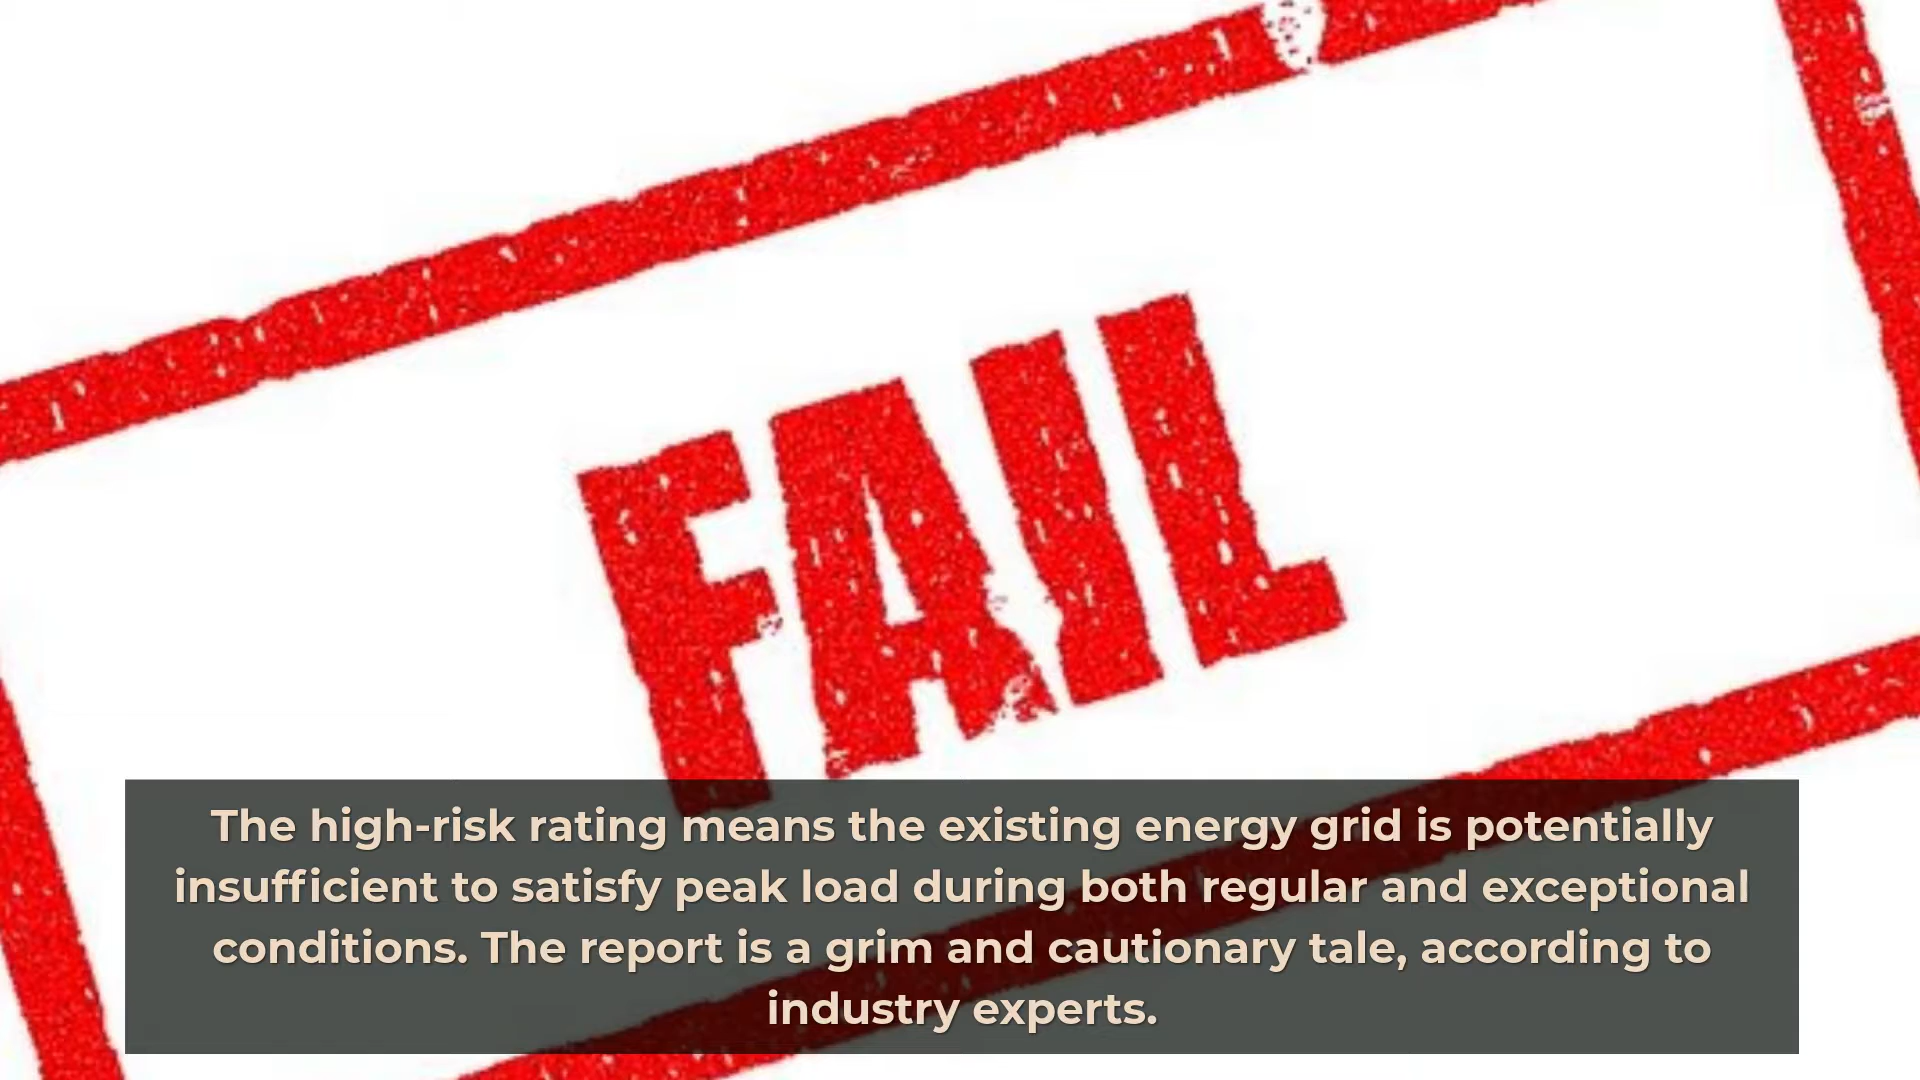 FAIL
The high-risk rating means the existing energy grid is potentially
insufficient to satisfy peak load during both regular and exceptional
conditions. The report is a grim and cautionary tale, according to
industry experts.